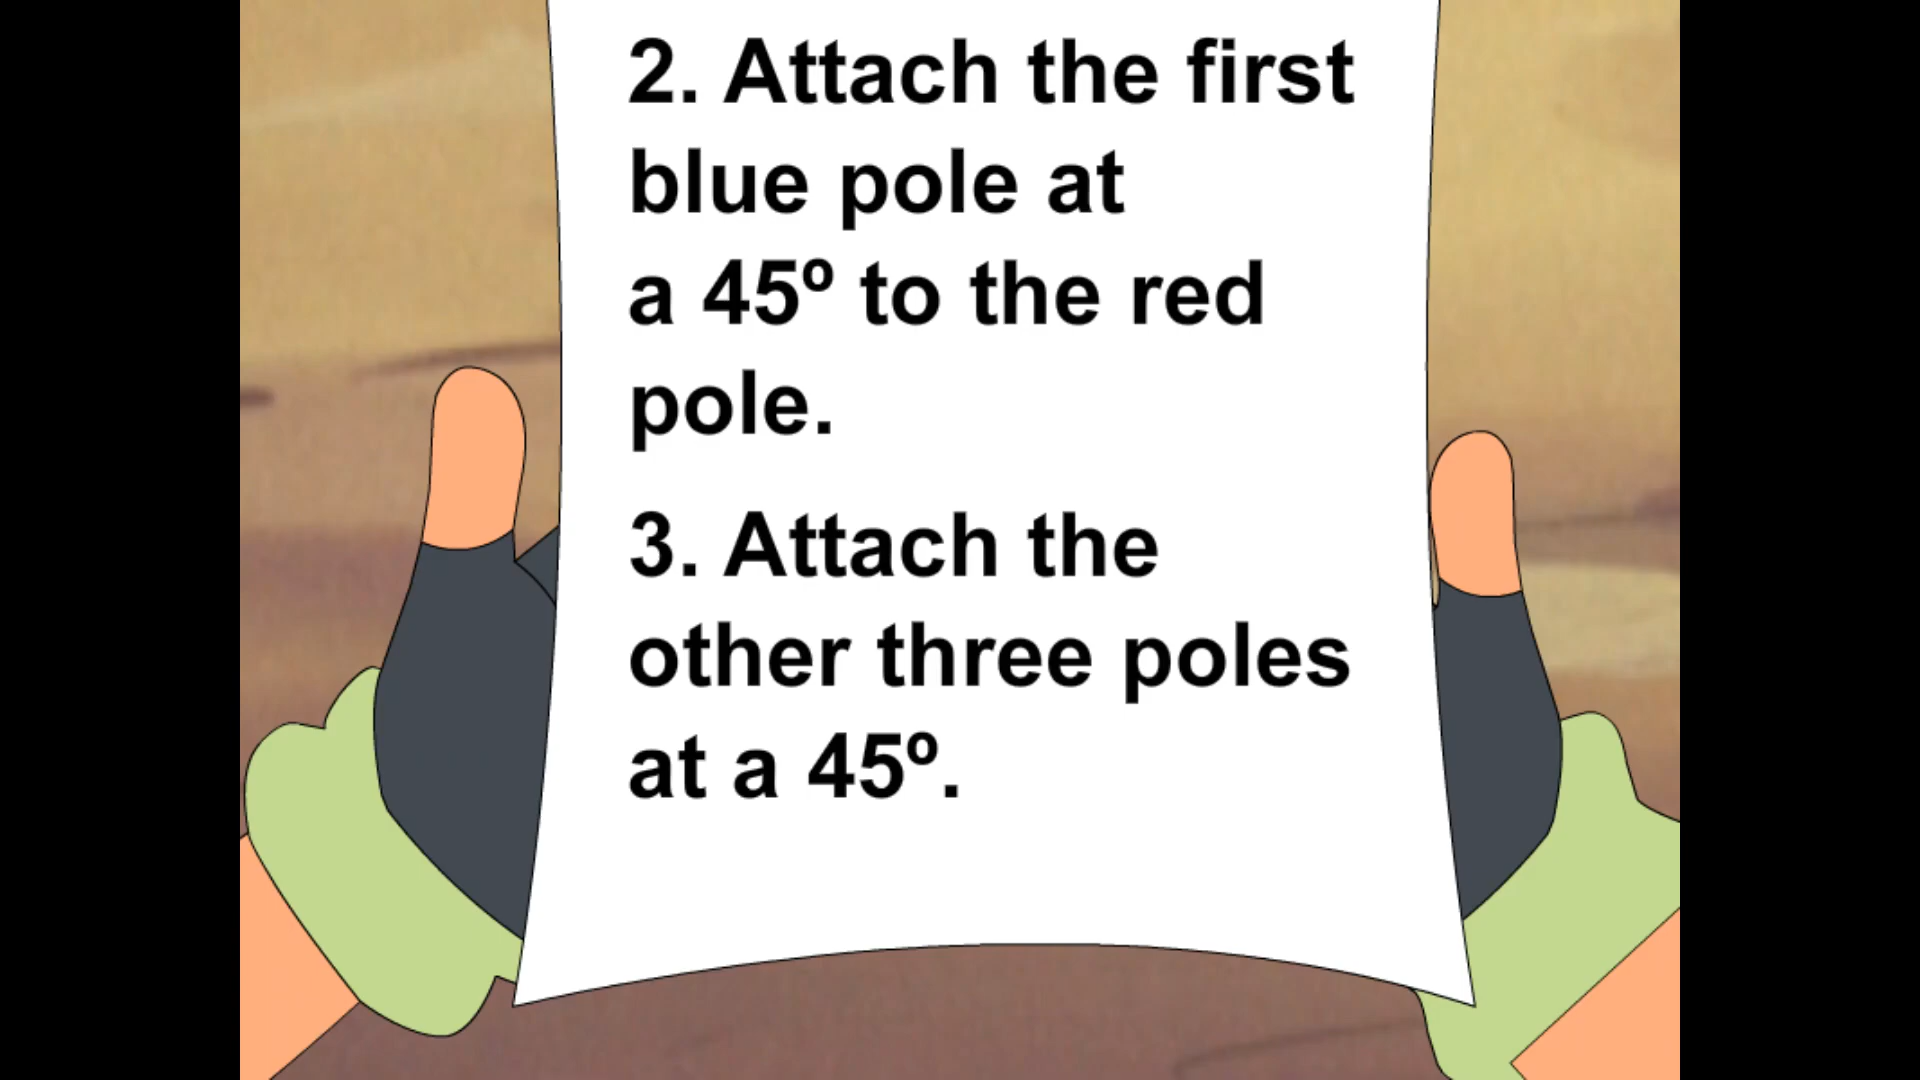 2. Attach the first
blue pole at
a 45º to the red
pole.
3. Attach the
other three poles
at a 45º.